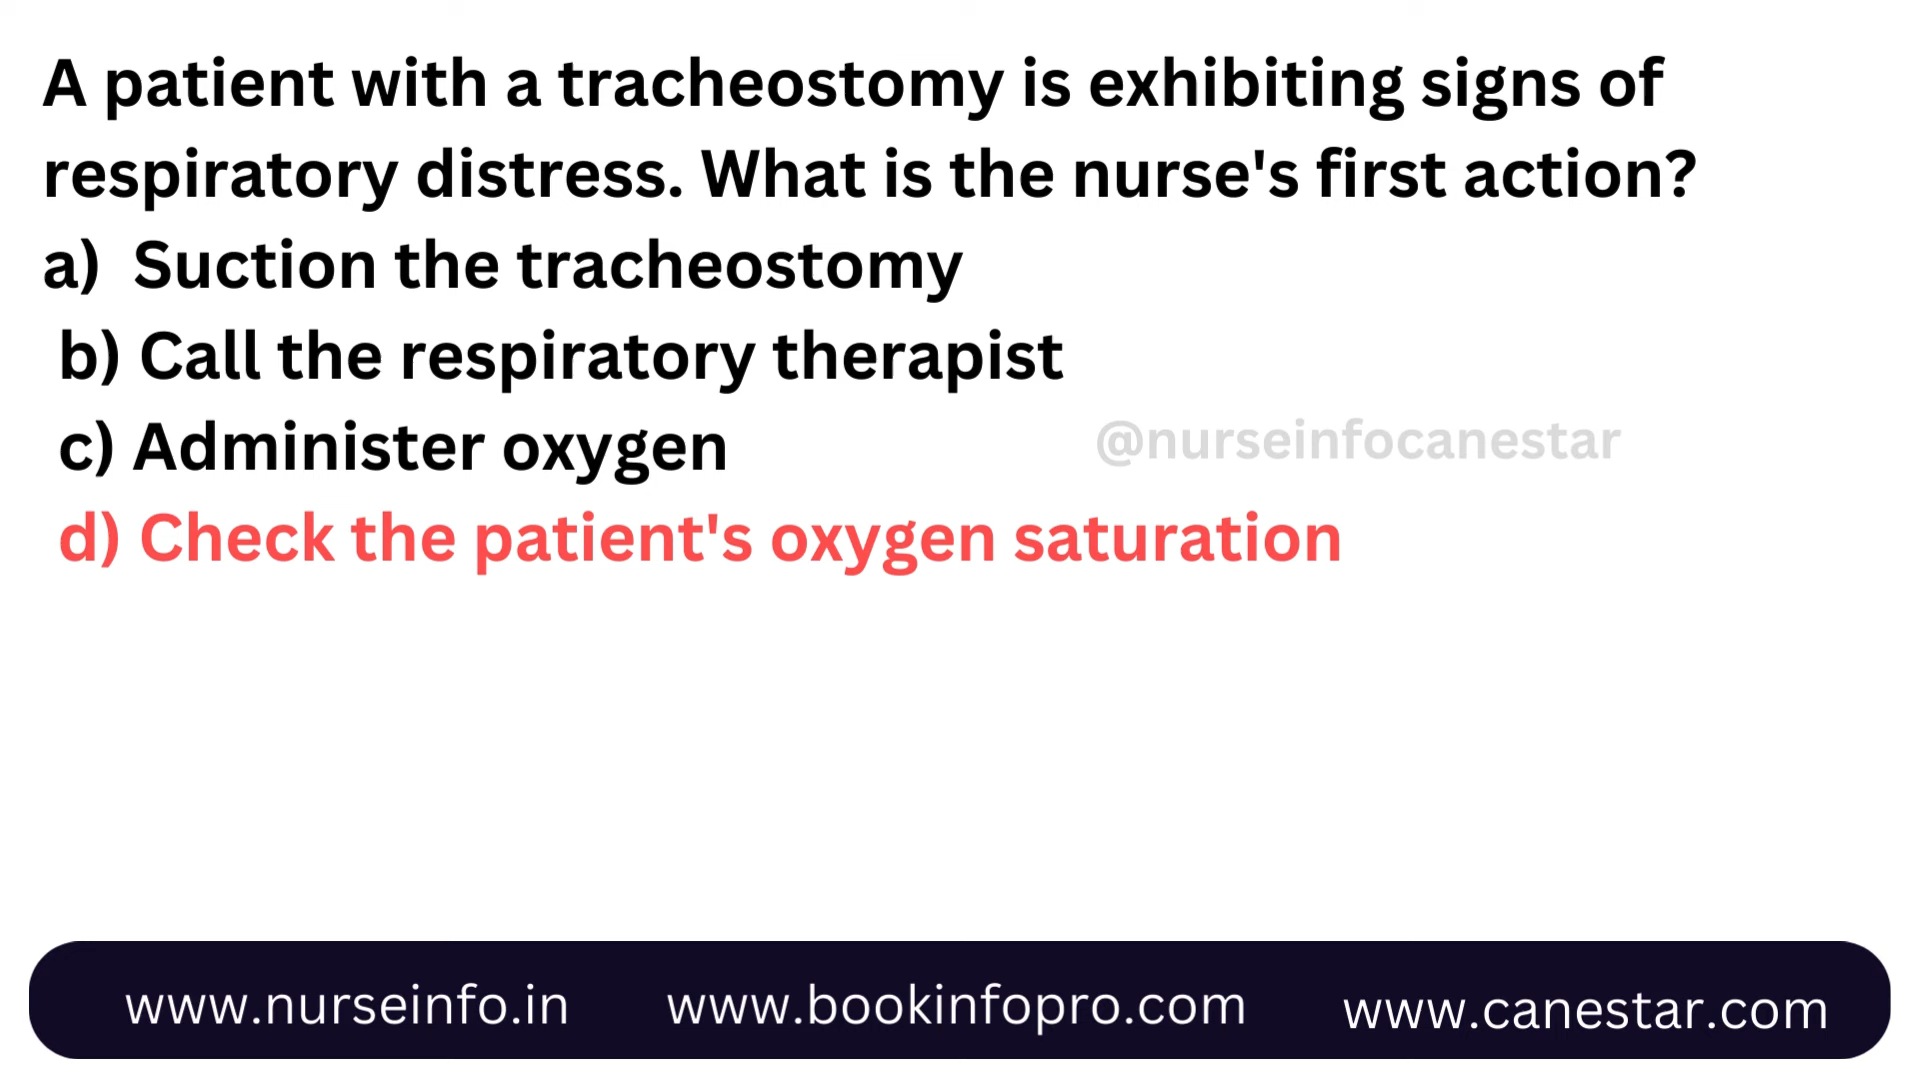 A patient with a tracheostomy is exhibiting signs of
respiratory distress. What is the nurse's first action?
a) Suction the tracheostomy
b) Call the respiratory therapist
c) Administer oxygen
@nurseinfocanestar
d) Check the patient's oxygen saturation
www.nurseinfo.in www.bookinfopro.com www.canestar.com